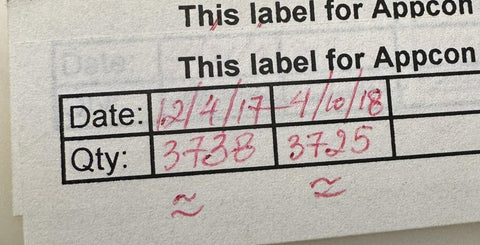 This label for Appcon
This label for Appcon
Date: 12/4/17 4/10/18
Qty: 3738 3725
≈ ≈